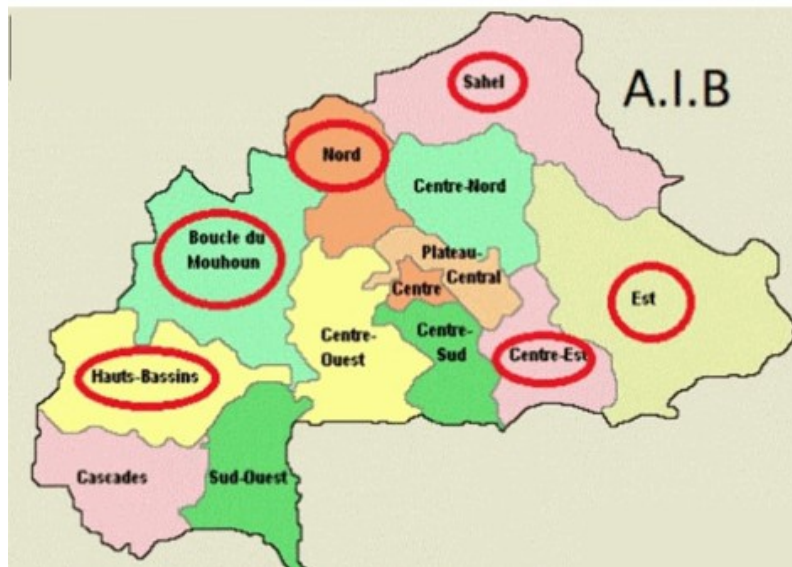 Sahel
A.I.B
Nord
Centre-Nord
Boucle du
Mouhoun
Plateau-
Central
Centre
Est
Centre-
Ouest
Centre-
Sud
Centre-Est
Hauts-Bassins
Cascades
Sud-Ouest